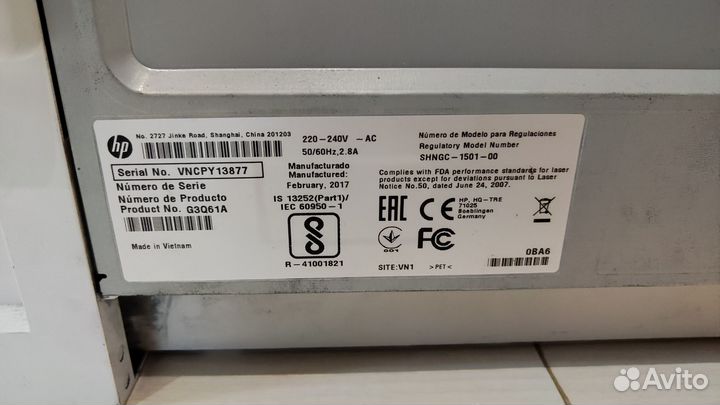 hp
No. 2727 Jinke Road, Shanghai, China 201203
Serial No. VNCPY13877
Número de Serie
Número de Producto
Product No. G3Q61A
Made in Vietnam
220-240V ~ AC
50/60Hz, 2.8A
Manufacturado
Manufactured
February, 2017
IS 13252(Part1)/
IEC 60950-1
R-41001821
Número de Modelo para Regulaciones
Regulatory Model Number
SHNGC-1501-00
Complies with FDA performance standards for laser
products except for deviations pursuant to Laser
Notice No.50, dated June 24, 2007.
EAC CE
HP, HQ-TRE
71025
Boeblingen
Germany
001
FC
SITE:VN1 >PET<
0BA6
Avito